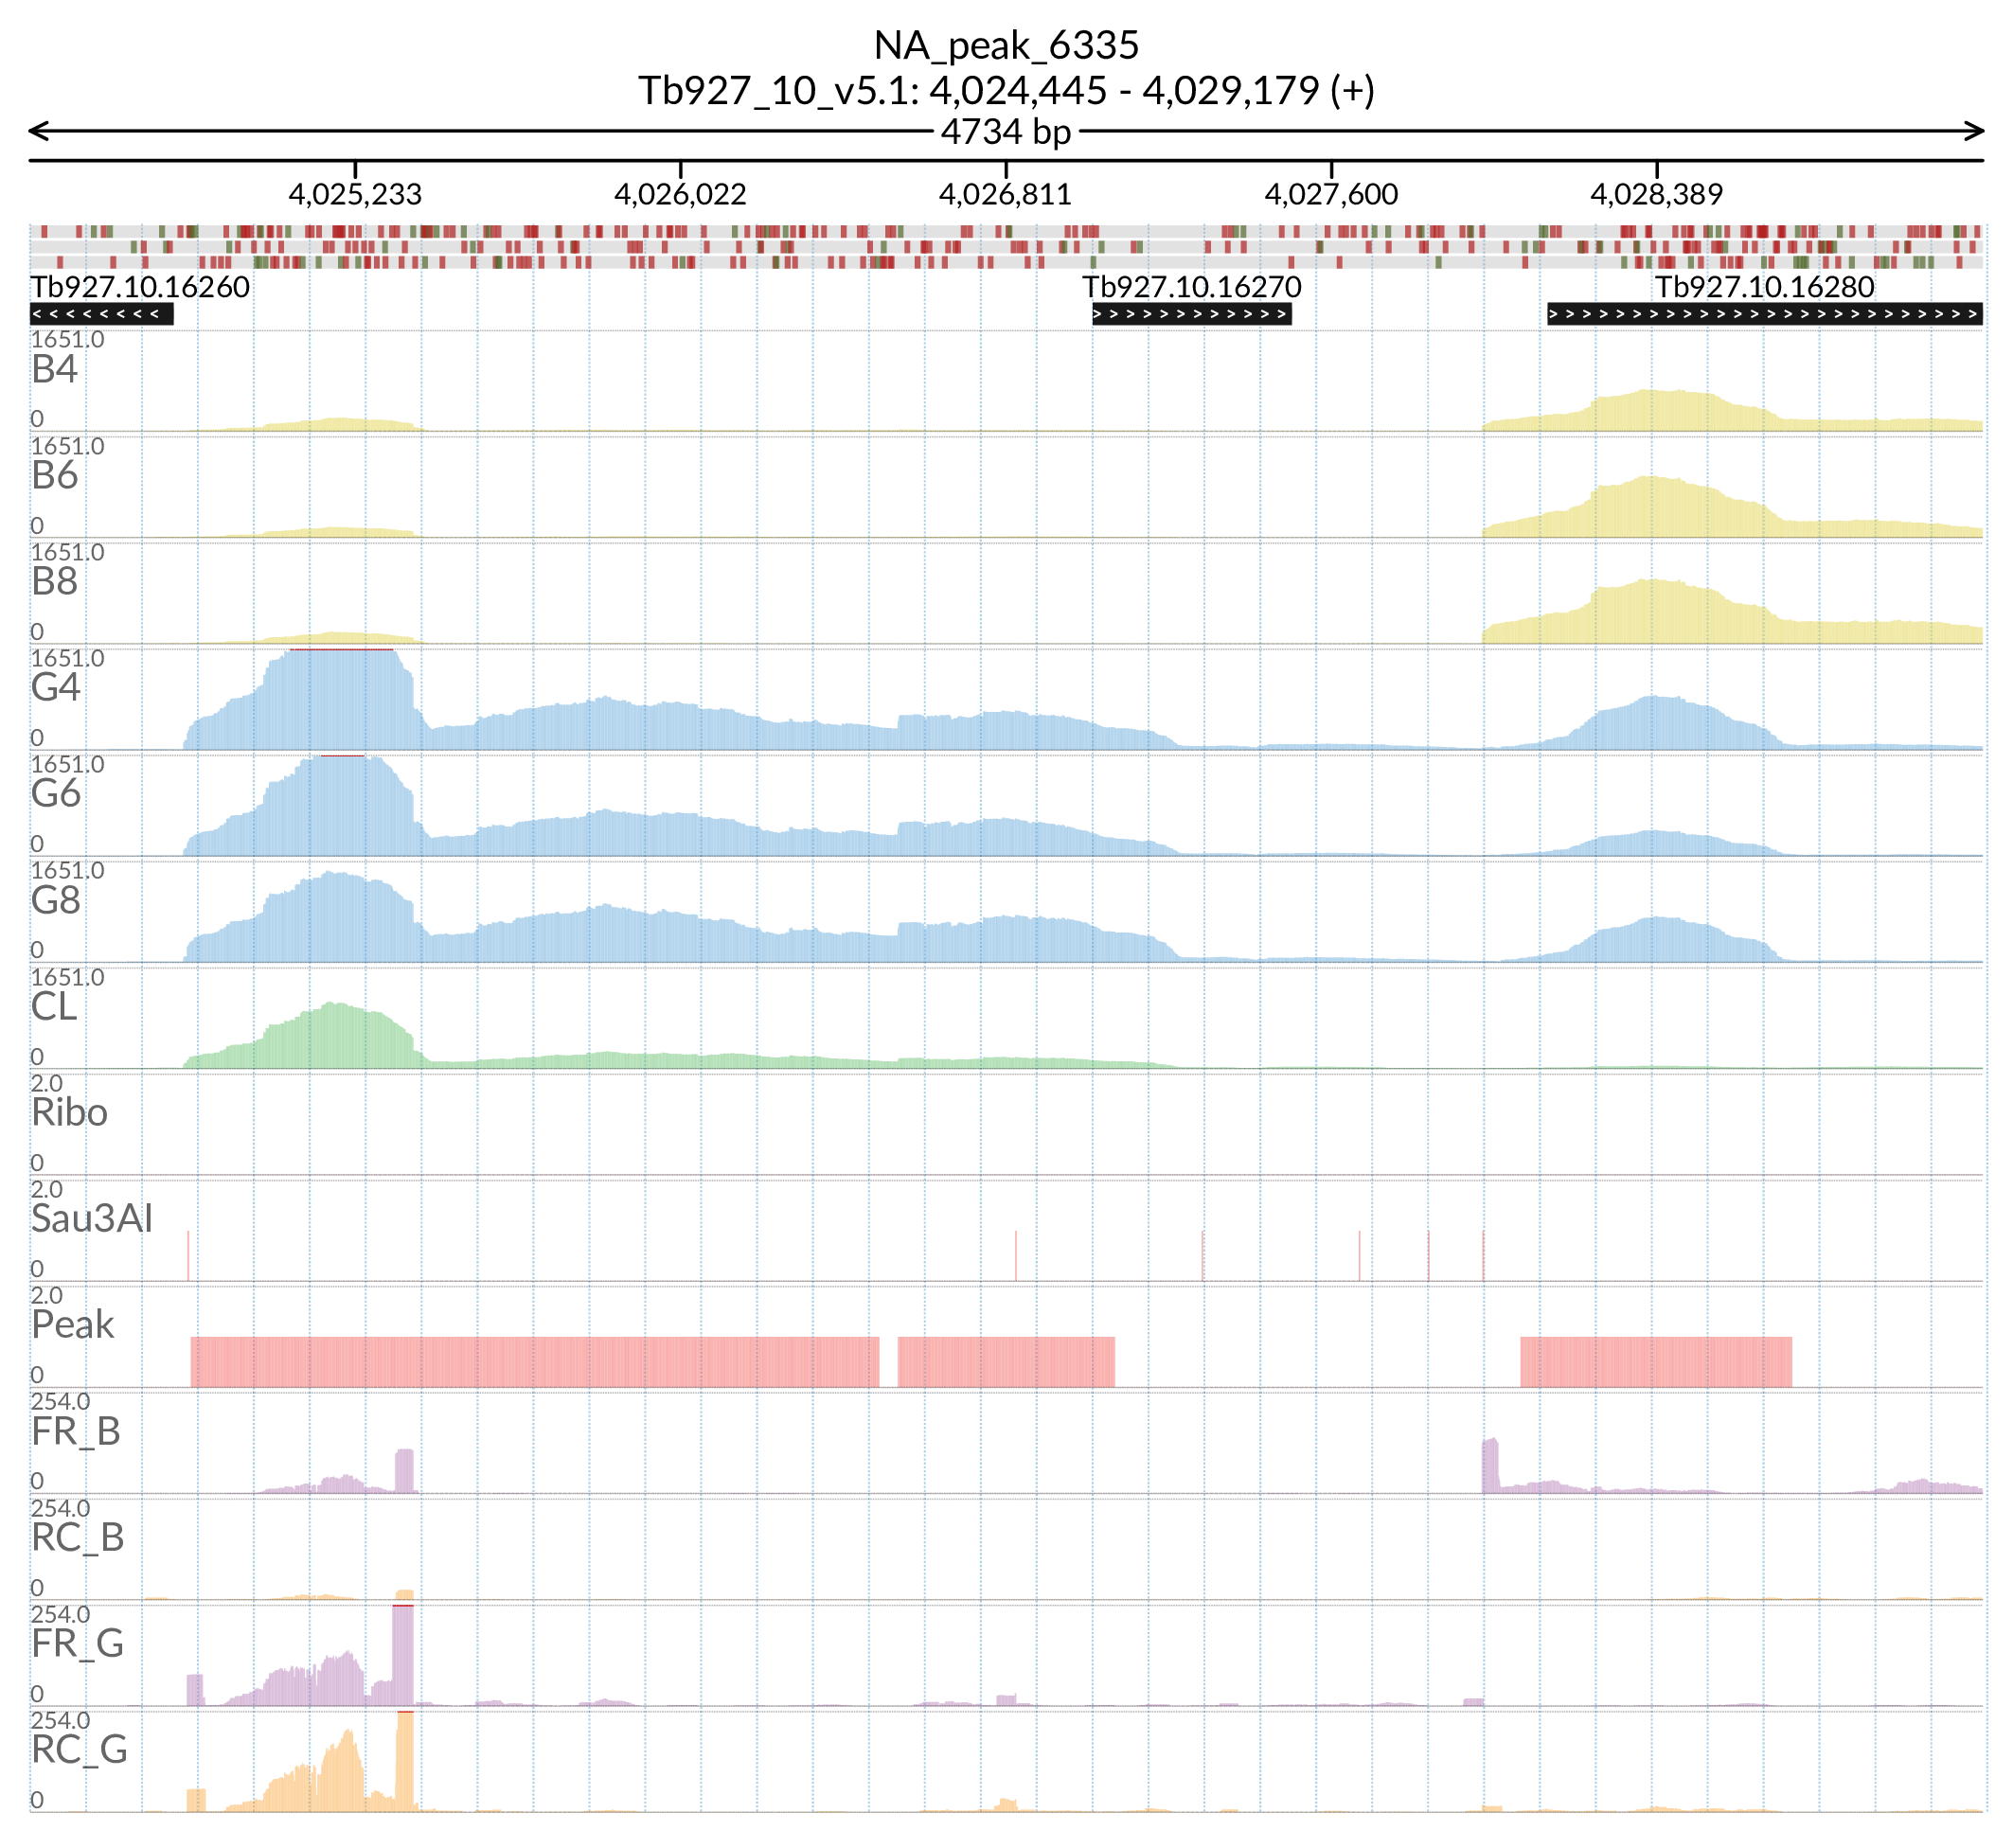 NA_peak_6335
Tb927_10_v5.1: 4,024,445 - 4,029,179 (+)
4734 bp
4,025,233 4,026,022 4,026,811 4,027,600 4,028,389
Tb927.10.16260 Tb927.10.16270 Tb927.10.16280
1651.0
B4
0
1651.0
B6
0
1651.0
B8
0
1651.0
G4
0
1651.0
G6
0
1651.0
G8
0
1651.0
CL
0
2.0
Ribo
0
2.0
Sau3AI
0
2.0
Peak
0
254.0
FR_B
0
254.0
RC_B
0
254.0
FR_G
0
254.0
RC_G
0